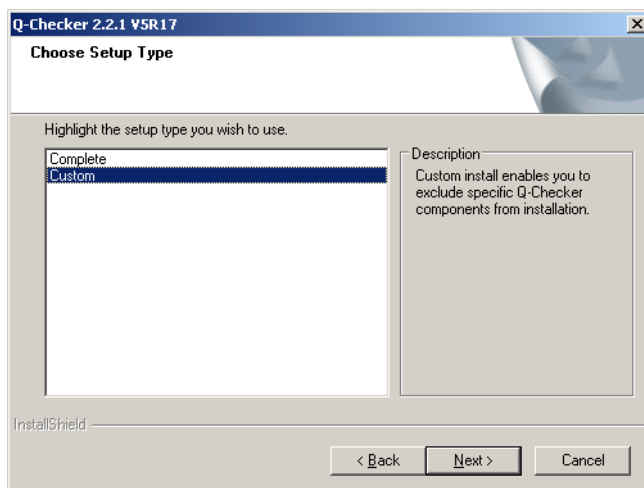 Q-Checker 2.2.1 V5R17
Choose Setup Type
Highlight the setup type you wish to use.
Complete
Custom
Description
Custom install enables you to
exclude specific Q-Checker
components from installation.
InstallShield
< Back
Next >
Cancel